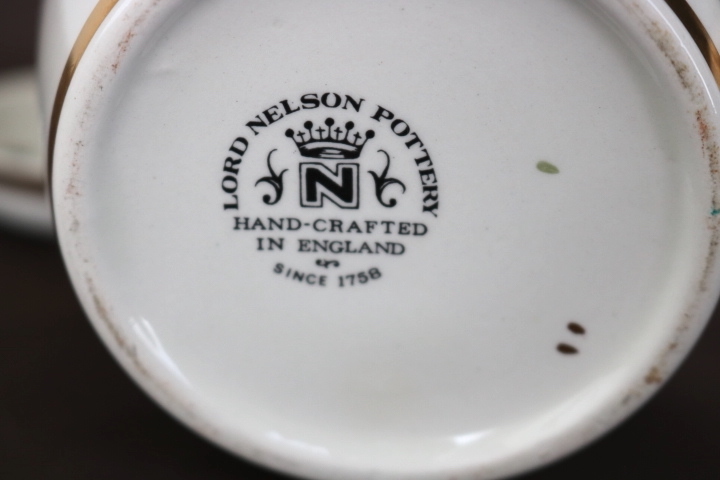 LORD NELSON POTTERY
N
HAND-CRAFTED
IN ENGLAND
SINCE 1758